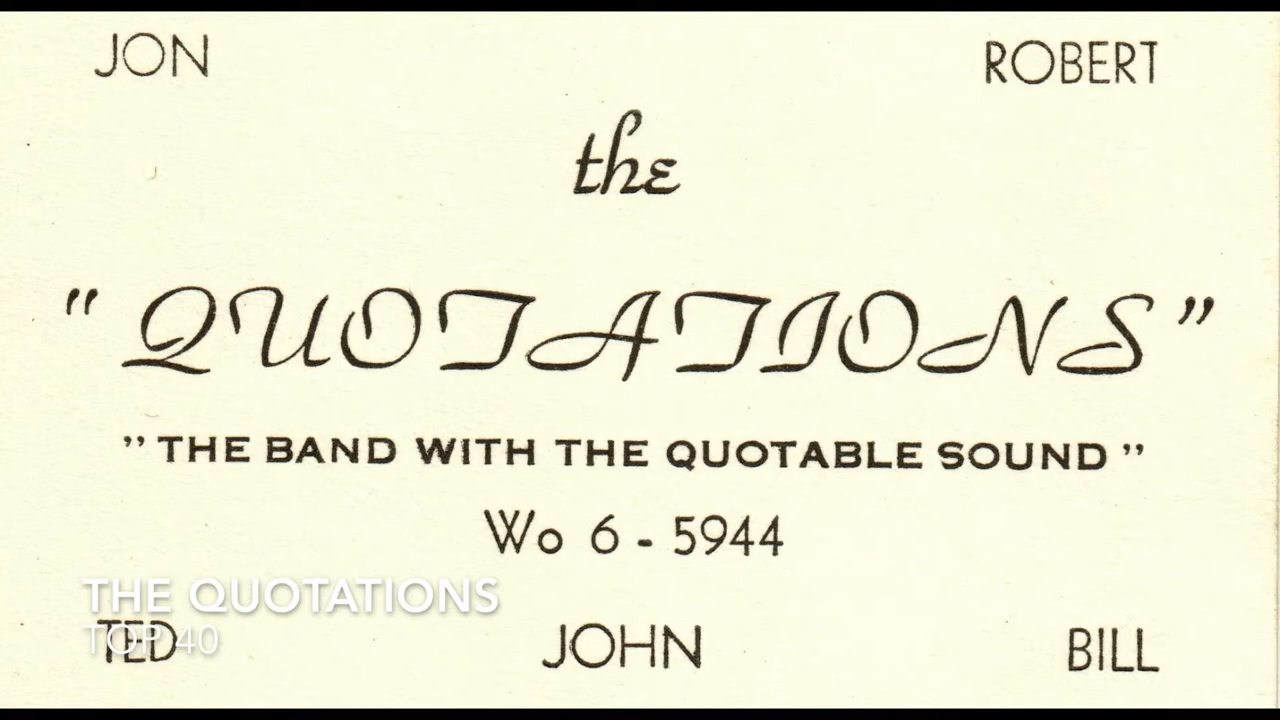 JON ROBERT
the
" QUOTATIONS "
" THE BAND WITH THE QUOTABLE SOUND "
Wo 6 - 5944
THE QUOTATIONS
TOP 40
TED JOHN BILL